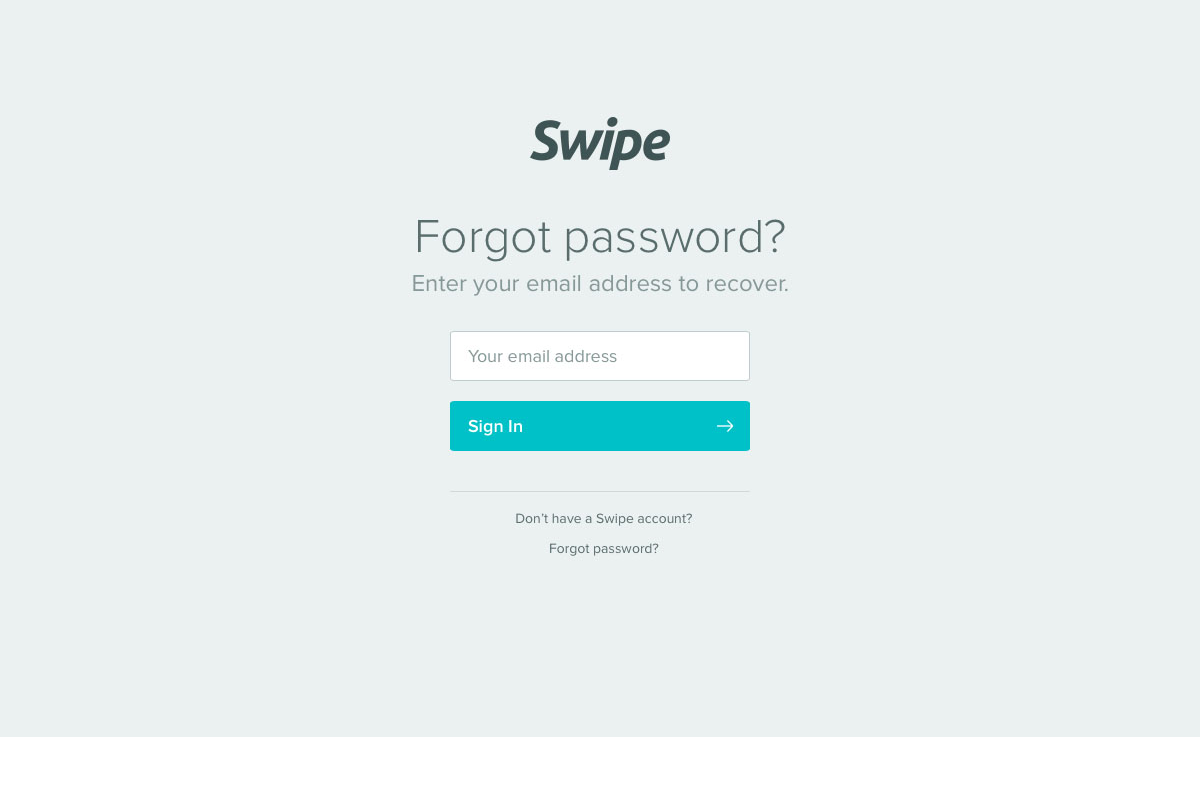 Swipe
Forgot password?
Enter your email address to recover.
Your email address
Sign In
Don’t have a Swipe account?
Forgot password?